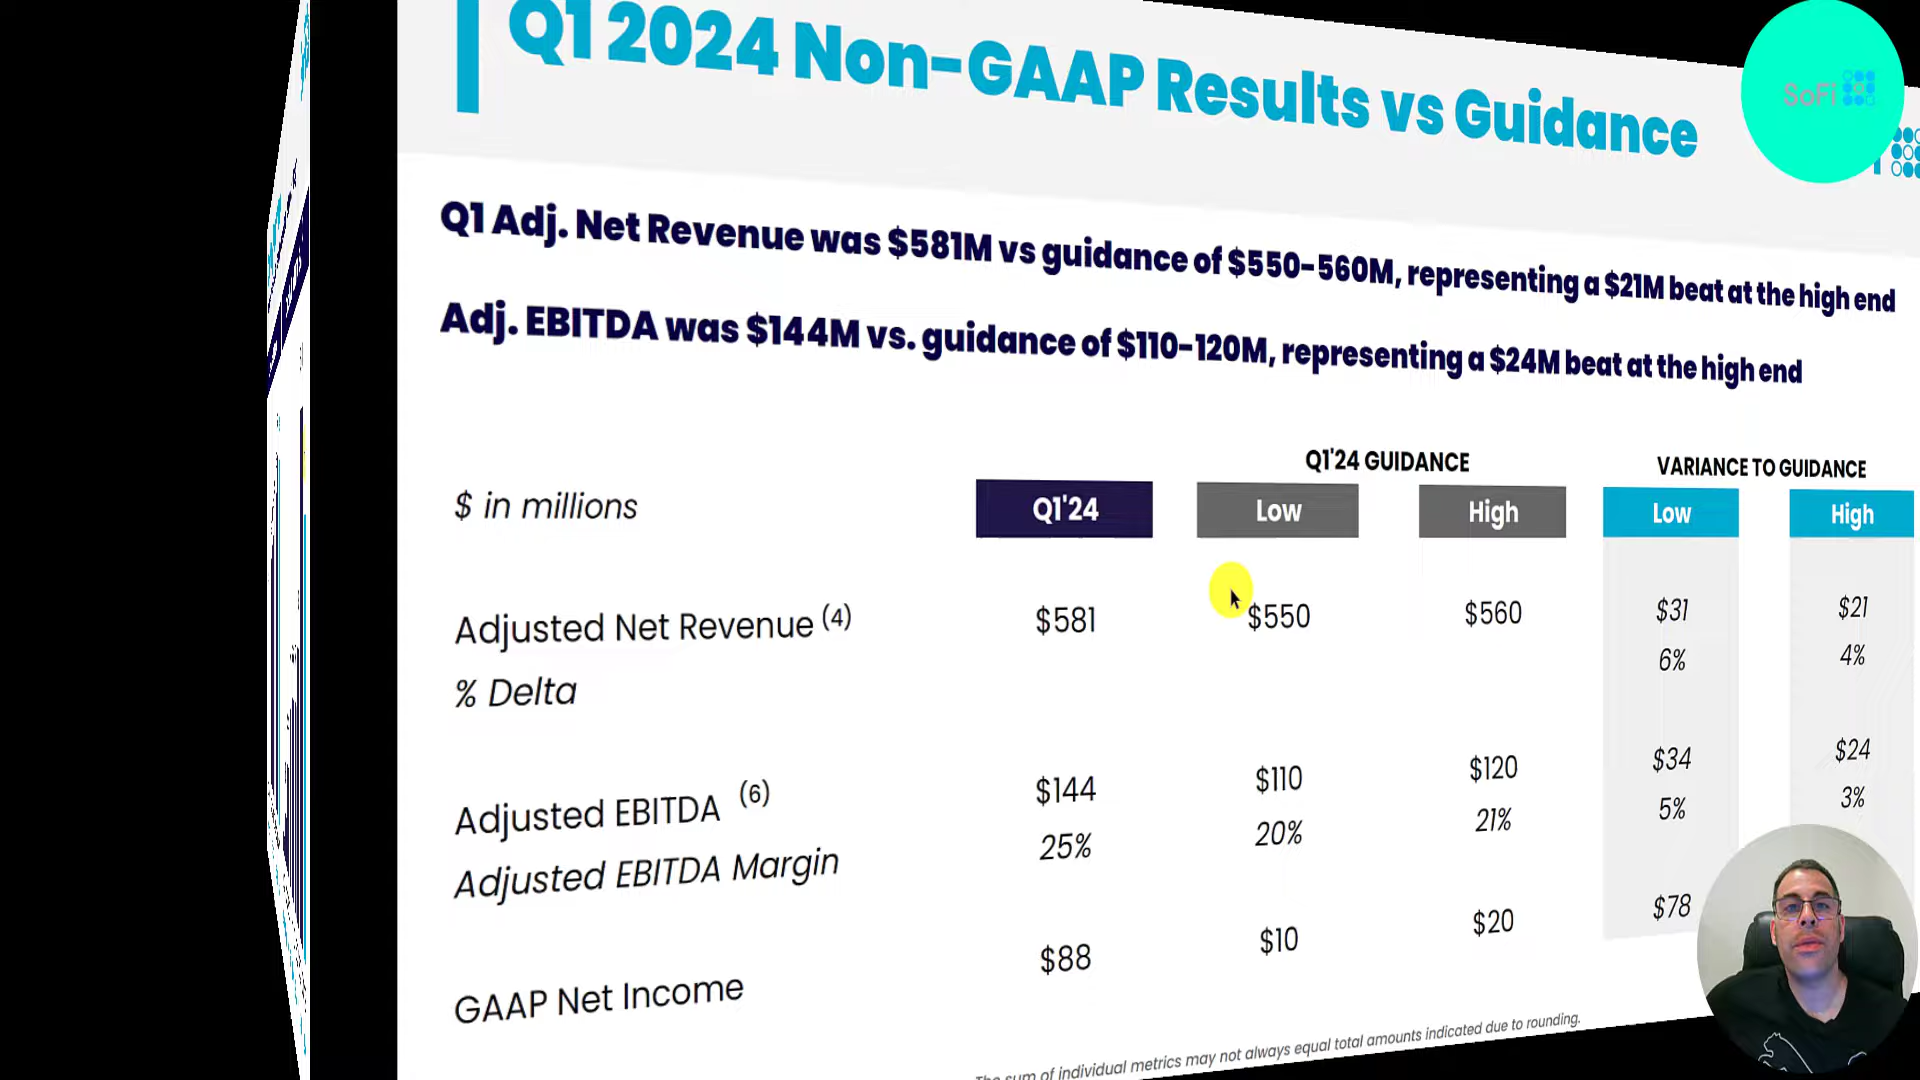 Q1 2024 Non-GAAP Results vs Guidance
SoFi
Q1 Adj. Net Revenue was $581M vs guidance of $550-560M, representing a $21M beat at the high end
Adj. EBITDA was $144M vs. guidance of $110-120M, representing a $24M beat at the high end
Q1'24 GUIDANCE VARIANCE TO GUIDANCE
$ in millions Q1'24 Low High Low High
Adjusted Net Revenue (4) $581 $550 $560 $31 $21
% Delta 6% 4%
Adjusted EBITDA (6) $144 $110 $120 $34 $24
Adjusted EBITDA Margin 25% 20% 21% 5% 3%
GAAP Net Income $88 $10 $20 $78
The sum of individual metrics may not always equal total amounts indicated due to rounding.